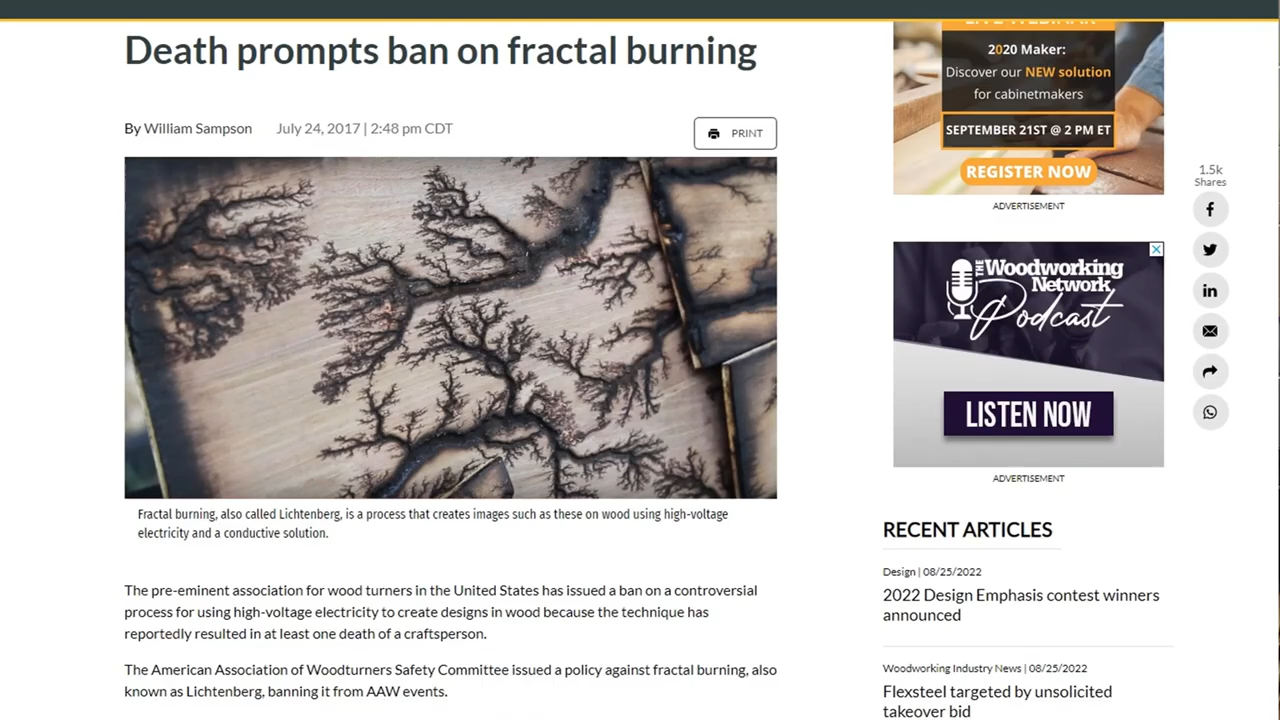 Death prompts ban on fractal burning
By William Sampson July 24, 2017 | 2:48 pm CDT
PRINT
Fractal burning, also called Lichtenberg, is a process that creates images such as these on wood using high-voltage
electricity and a conductive solution.
The pre-eminent association for wood turners in the United States has issued a ban on a controversial
process for using high-voltage electricity to create designs in wood because the technique has
reportedly resulted in at least one death of a craftsperson.
The American Association of Woodturners Safety Committee issued a policy against fractal burning, also
known as Lichtenberg, banning it from AAW events.
LIVE WEBINAR
2020 Maker:
Discover our NEW solution
for cabinetmakers
SEPTEMBER 21ST @ 2 PM ET
REGISTER NOW
ADVERTISEMENT
THE Woodworking
Network
Podcast
LISTEN NOW
ADVERTISEMENT
RECENT ARTICLES
Design | 08/25/2022
2022 Design Emphasis contest winners
announced
Woodworking Industry News | 08/25/2022
Flexsteel targeted by unsolicited
takeover bid
1.5k
Shares